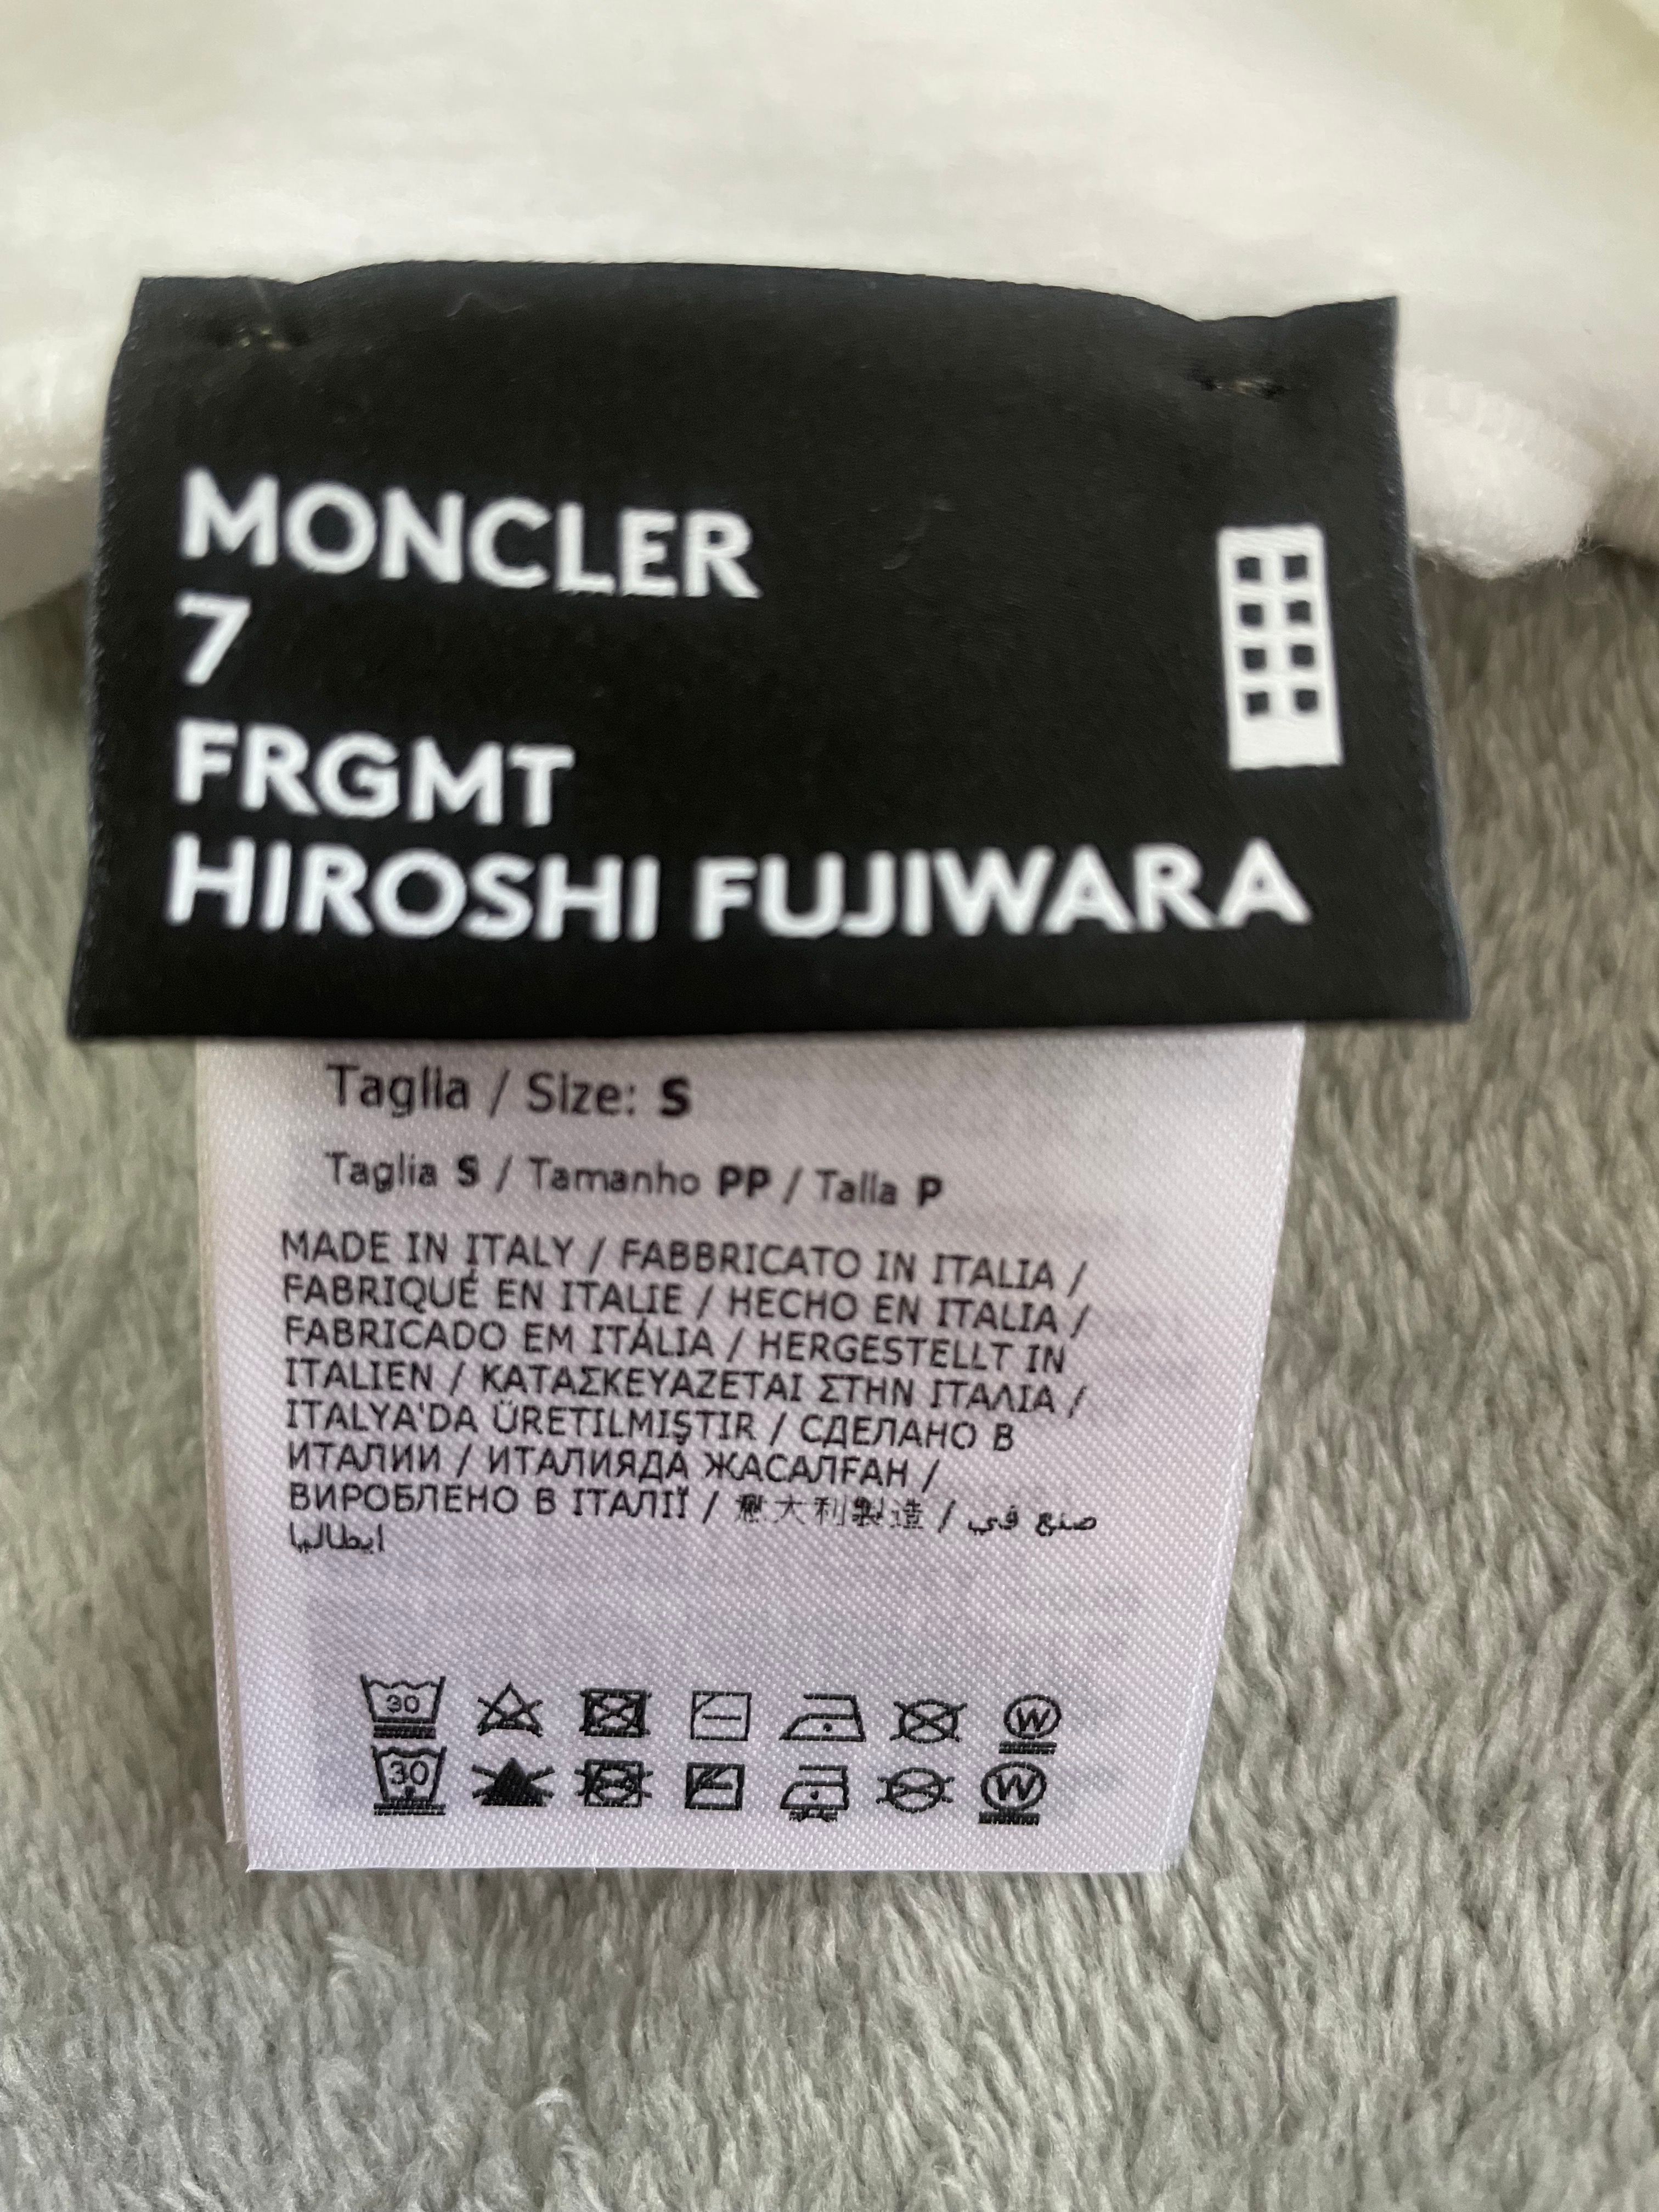 MONCLER
7
FRGMT
HIROSHI FUJIWARA
Taglia / Size: S
Taglia S / Tamanho PP / Talla P
MADE IN ITALY / FABBRICATO IN ITALIA /
FABRIQUÉ EN ITALIE / HECHO EN ITALIA /
FABRICADO EM ITÁLIA / HERGESTELLT IN
ITALIEN / ΚΑΤΑΣΚΕΥΑΖΕΤΑΙ ΣΤΗΝ ΙΤΑΛΙΑ /
ITALYA'DA ÜRETILMIŞTIR / СДЕЛАНО В
ИТАЛИИ / ИТАЛИЯДА ЖАСАЛҒАН /
ВИРОБЛЕНО В ІТАЛІЇ / 意大利製造 / صنع في
ايطاليا
30 W
30 W